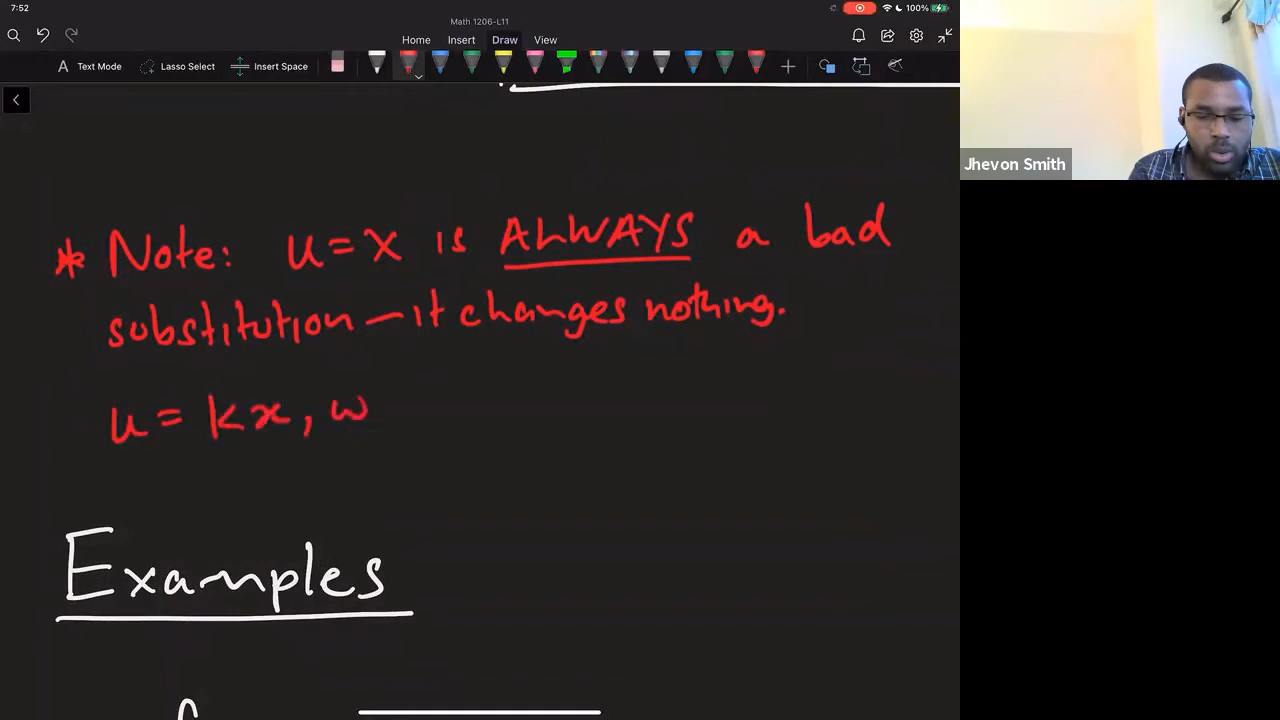 7:52
100%
Math 1206-L11
Home Insert Draw View
Text Mode Lasso Select Insert Space
Jhevon Smith
* Note: u=x is ALWAYS a bad
substitution—it changes nothing.
u= kx, w
Examples